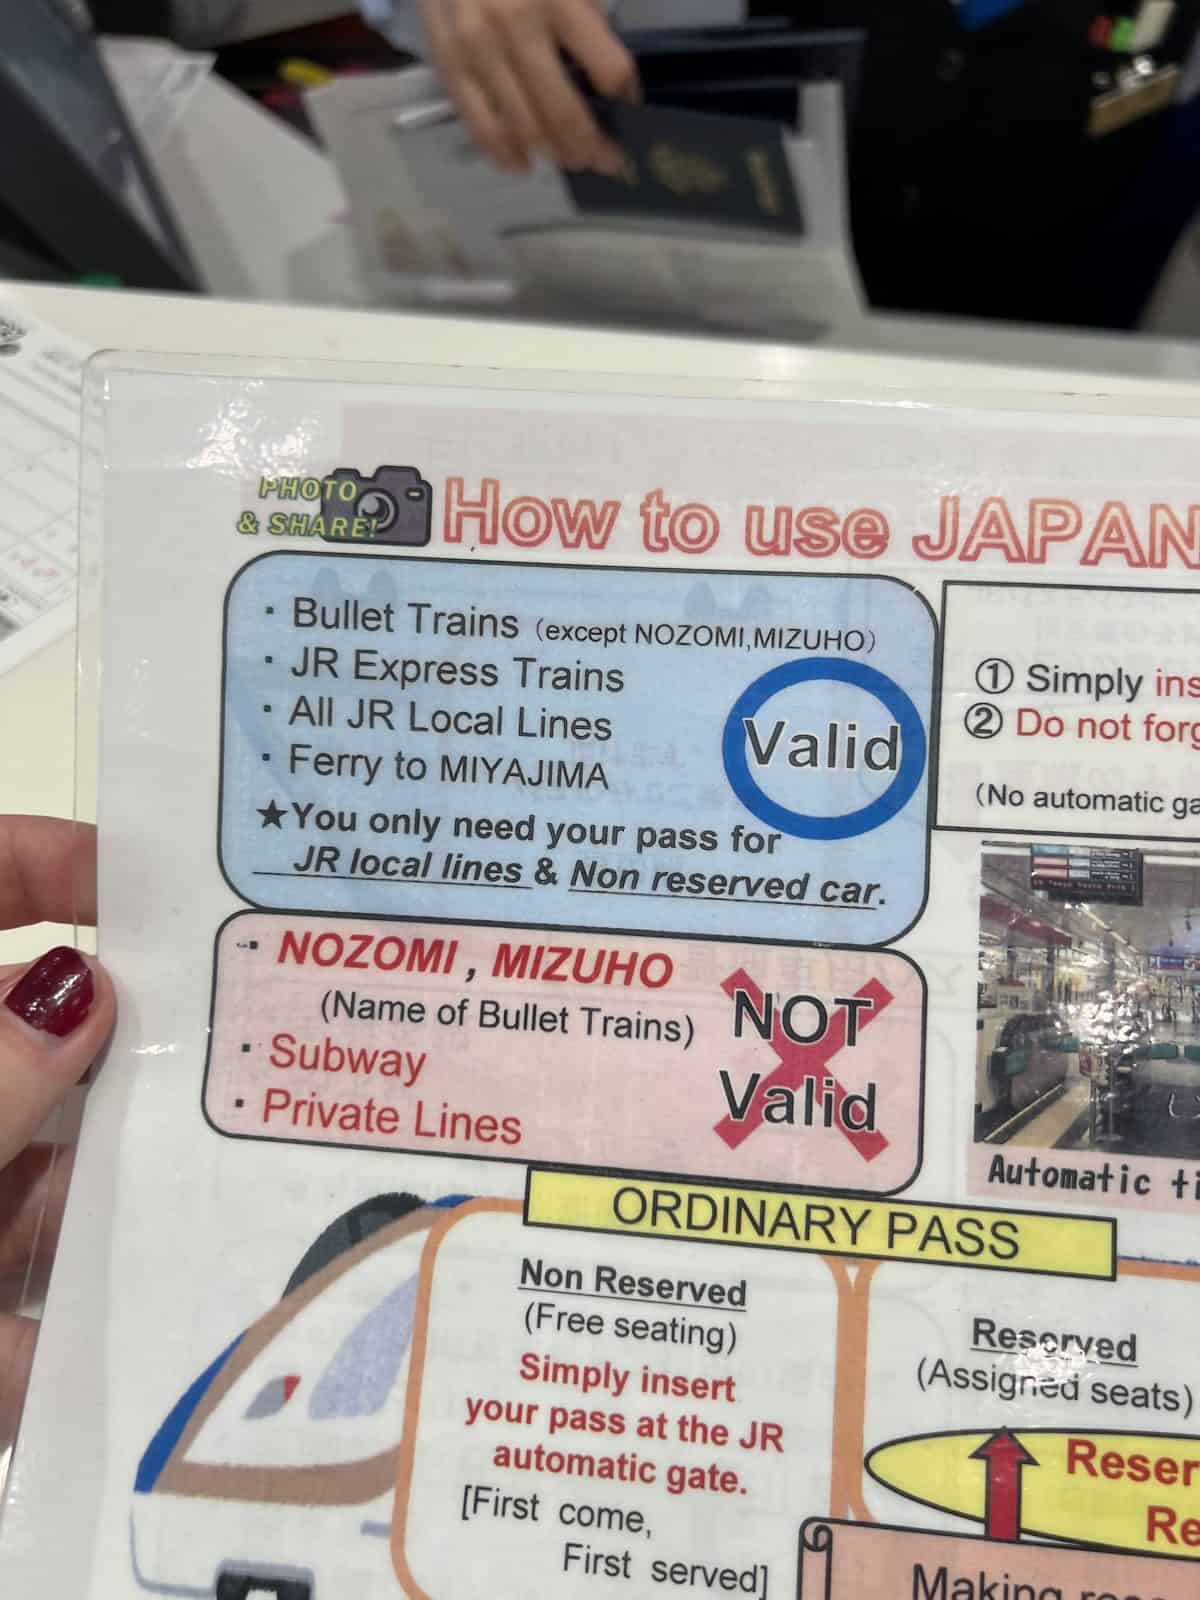 PHOTO
& SHARE!
How to use JAPAN
· Bullet Trains (except NOZOMI,MIZUHO)
· JR Express Trains
· All JR Local Lines
· Ferry to MIYAJIMA
Valid
★You only need your pass for
JR local lines & Non reserved car.
· NOZOMI , MIZUHO
(Name of Bullet Trains)
· Subway
· Private Lines
NOT
Valid
① Simply ins
② Do not forg
(No automatic ga
Automatic ti
ORDINARY PASS
Non Reserved
(Free seating)
Simply insert
your pass at the JR
automatic gate.
[First come,
First served]
Reserved
(Assigned seats)
Reser
Re
Making res